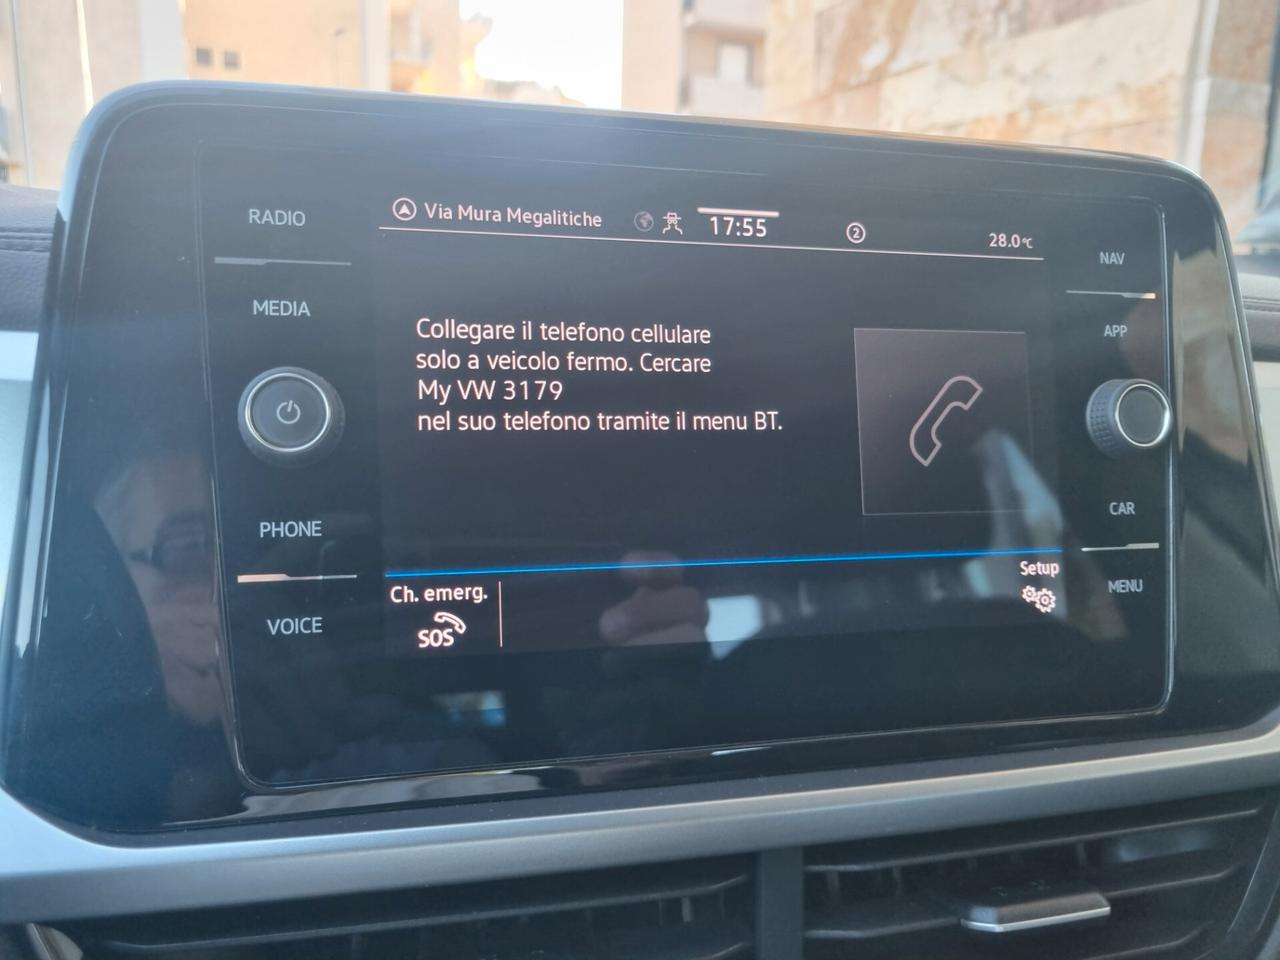 RADIO
MEDIA
PHONE
VOICE
Via Mura Megalitiche
17:55
2
28.0°C
Collegare il telefono cellulare
solo a veicolo fermo. Cercare
My VW 3179
nel suo telefono tramite il menu BT.
Ch. emerg.
SOS
Setup
NAV
APP
CAR
MENU